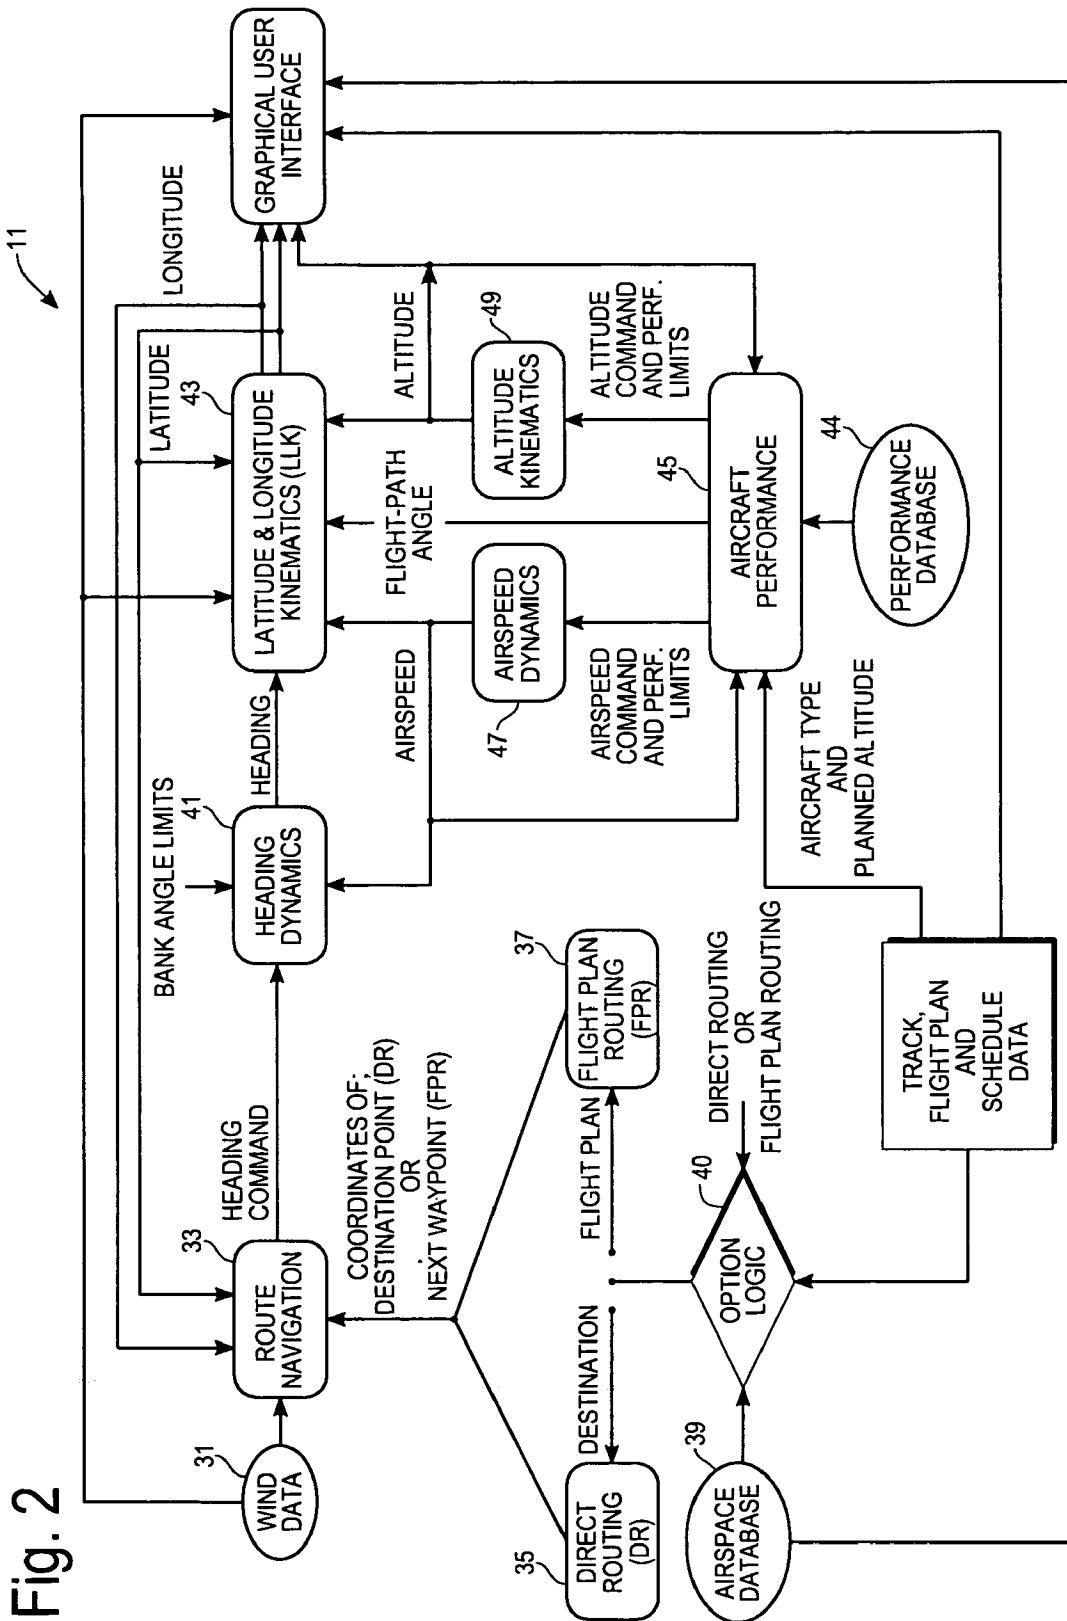 Fig. 2
11
31
WIND
DATA
33
ROUTE
NAVIGATION
HEADING
COMMAND
BANK ANGLE LIMITS
41
HEADING
DYNAMICS
HEADING
LATITUDE
43
LATITUDE & LONGITUDE
KINEMATICS (LLK)
LONGITUDE
GRAPHICAL USER
INTERFACE
COORDINATES OF;
DESTINATION POINT (DR)
OR
NEXT WAYPOINT (FPR)
AIRSPEED
FLIGHT-PATH
ANGLE
ALTITUDE
47
AIRSPEED
DYNAMICS
49
ALTITUDE
KINEMATICS
35
DIRECT
ROUTING
(DR)
DESTINATION
FLIGHT PLAN
37
FLIGHT PLAN
ROUTING
(FPR)
AIRSPEED
COMMAND
AND PERF.
LIMITS
ALTITUDE
COMMAND
AND PERF.
LIMITS
45
AIRCRAFT
PERFORMANCE
39
AIRSPACE
DATABASE
40
OPTION
LOGIC
DIRECT ROUTING
OR
FLIGHT PLAN ROUTING
AIRCRAFT TYPE
AND
PLANNED ALTITUDE
44
PERFORMANCE
DATABASE
TRACK,
FLIGHT PLAN
AND
SCHEDULE
DATA